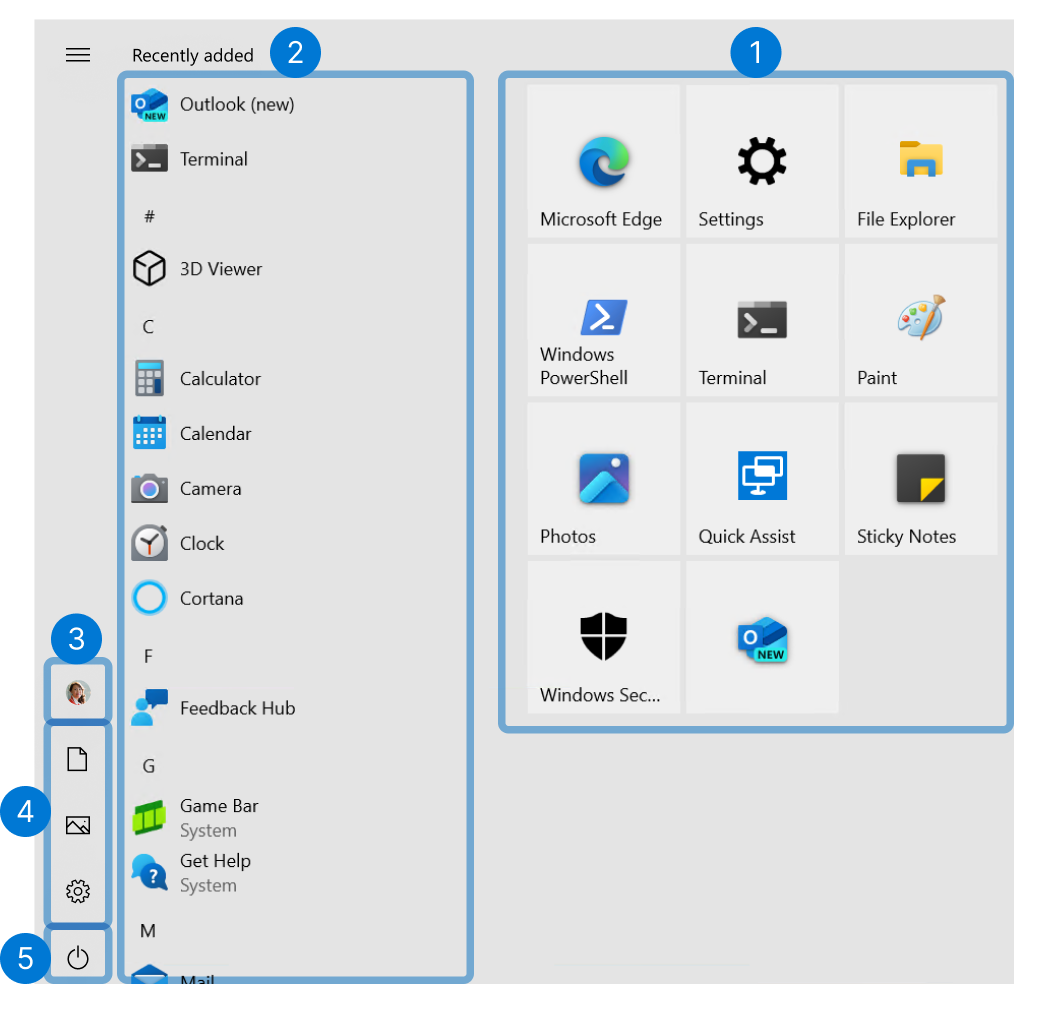 Recently added
2
1
Outlook (new)
NEW
Terminal
#
3D Viewer
C
Calculator
Calendar
Camera
Clock
Cortana
F
Feedback Hub
G
Game Bar
System
Get Help
System
M
Mail
Microsoft Edge
Settings
File Explorer
Windows
PowerShell
Terminal
Paint
Photos
Quick Assist
Sticky Notes
Windows Sec...
NEW
3
4
5